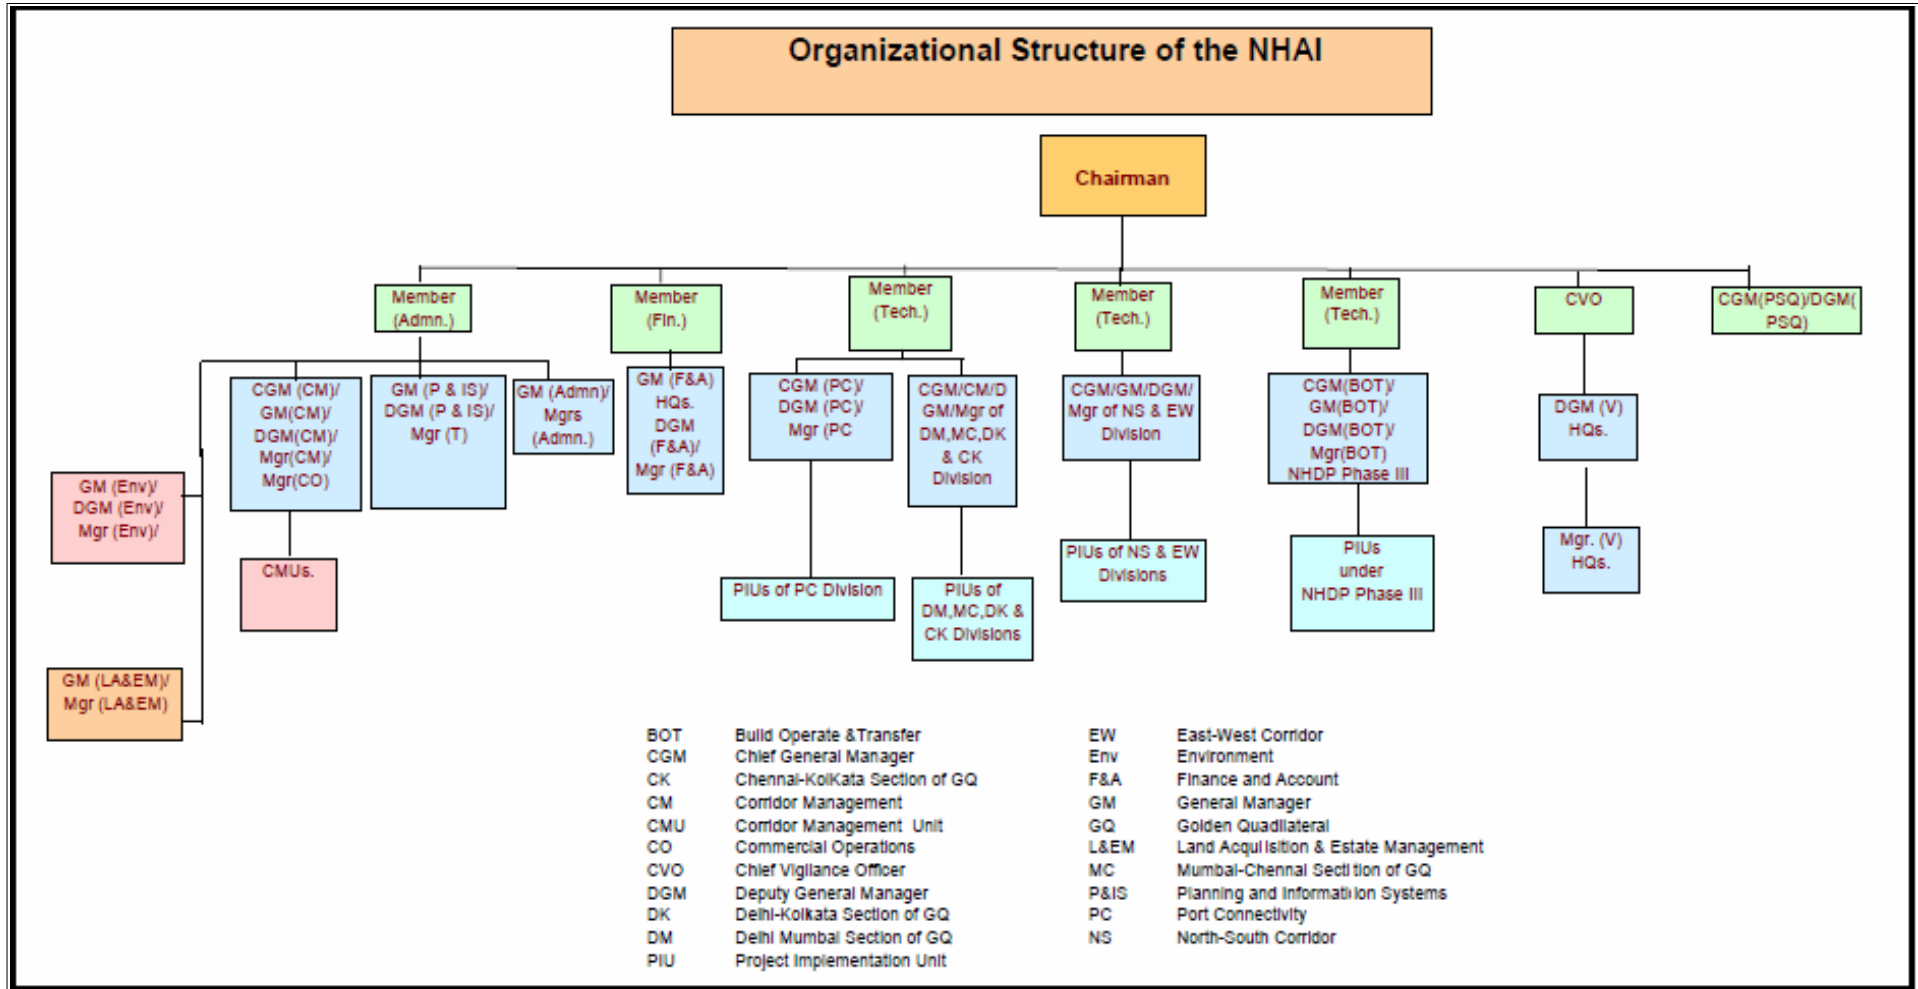 Organizational Structure of the NHAI
Chairman
Member
(Admn.)
Member
(Fin.)
Member
(Tech.)
Member
(Tech.)
Member
(Tech.)
CVO
CGM(PSQ)/DGM(
PSQ)
CGM (CM)/
GM(CM)/
DGM(CM)/
Mgr(CM)/
Mgr(CO)
GM (P & IS)/
DGM (P & IS)/
Mgr (T)
GM (Admn)/
Mgrs
(Admn.)
GM (F&A)
HQs.
DGM
(F&A)/
Mgr (F&A)
CGM (PC)/
DGM (PC)/
Mgr (PC
CGM/CM/D
GM/Mgr of
DM,MC,DK
& CK
Division
CGM/GM/DGM/
Mgr of NS & EW
Division
CGM(BOT)/
GM(BOT)/
DGM(BOT)/
Mgr(BOT)
NHDP Phase III
DGM (V)
HQs.
GM (Env)/
DGM (Env)/
Mgr (Env)/
CMUs.
PIUs of PC Division
PIUs of
DM,MC,DK &
CK Divisions
PIUs of NS & EW
Divisions
PIUs
under
NHDP Phase III
Mgr. (V)
HQs.
GM (LA&EM)/
Mgr (LA&EM)
BOT Build Operate &Transfer
CGM Chief General Manager
CK Chennai-KolKata Section of GQ
CM Corridor Management
CMU Corridor Management Unit
CO Commercial Operations
CVO Chief Vigilance Officer
DGM Deputy General Manager
DK Delhi-Kolkata Section of GQ
DM Delhi Mumbai Section of GQ
PIU Project Implementation Unit
EW East-West Corridor
Env Environment
F&A Finance and Account
GM General Manager
GQ Golden Quadilateral
L&EM Land Acquilsition & Estate Management
MC Mumbai-Chennai Sectition of GQ
P&IS Planning and Information Systems
PC Port Connectivity
NS North-South Corridor